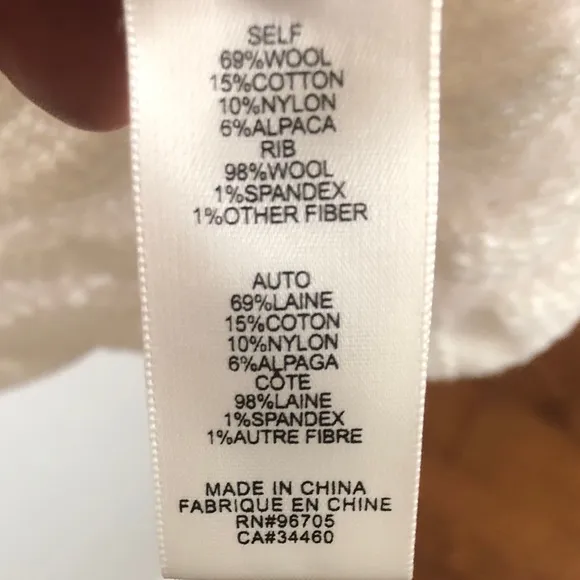 SELF
69%WOOL
15%COTTON
10%NYLON
6%ALPACA
RIB
98%WOOL
1%SPANDEX
1%OTHER FIBER
AUTO
69%LAINE
15%COTON
10%NYLON
6%ALPAGA
CÔTE
98%LAINE
1%SPANDEX
1%AUTRE FIBRE
MADE IN CHINA
FABRIQUE EN CHINE
RN#96705
CA#34460